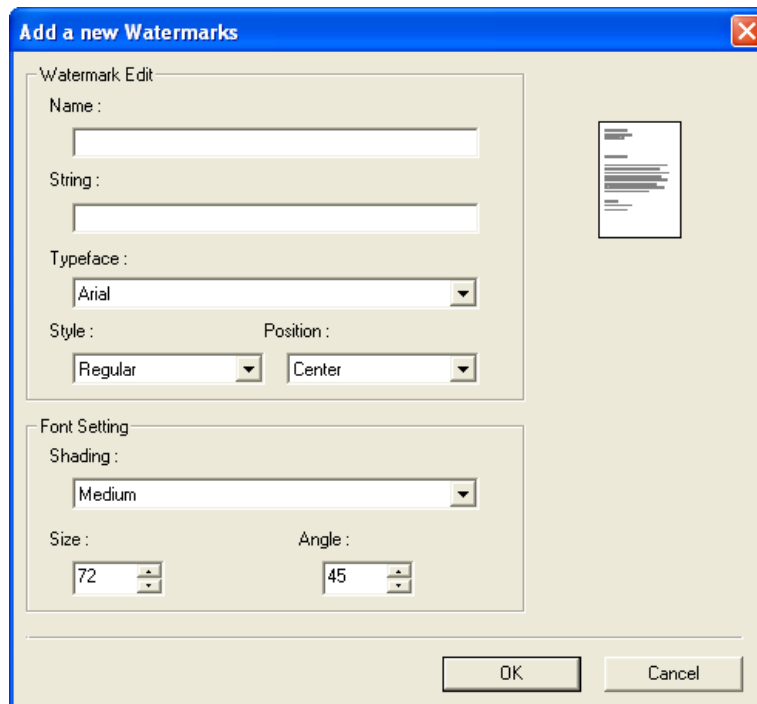 Add a new Watermarks
Watermark Edit
Name :
String :
Typeface :
Arial
Style : Position :
Regular Center
Font Setting
Shading :
Medium
Size : Angle :
72 45
OK Cancel